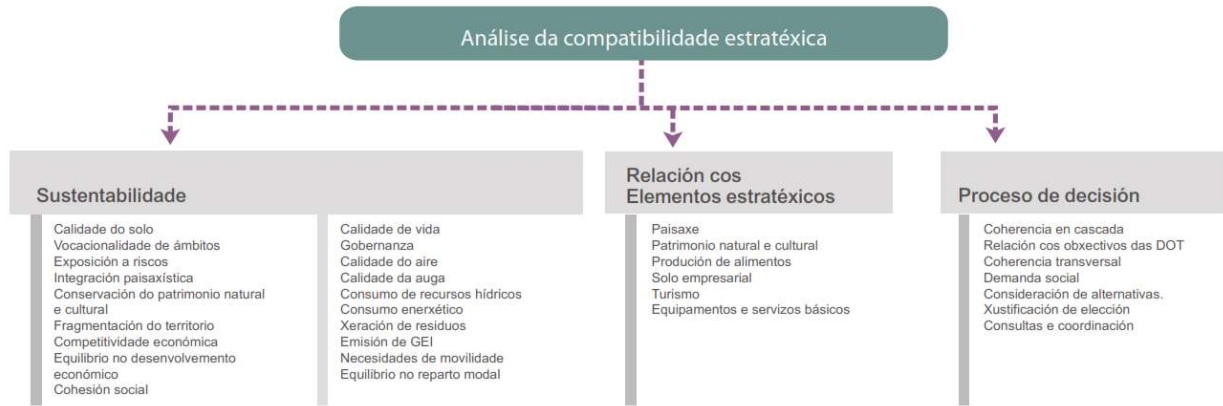 Análise da compatibilidade estratéxica
Sustentabilidade
Calidade do solo
Vocacionalidade de ámbitos
Exposición a riscos
Integración paisaxística
Conservación do patrimonio natural
e cultural
Fragmentación do territorio
Competitividade económica
Equilibrio no desenvolvemento
económico
Cohesión social
Calidade de vida
Gobernanza
Calidade do aire
Calidade da auga
Consumo de recursos hídricos
Consumo enerxético
Xeración de residuos
Emisión de GEI
Necesidades de movilidade
Equilibrio no reparto modal
Relación cos
Elementos estratéxicos
Paisaxe
Patrimonio natural e cultural
Produción de alimentos
Solo empresarial
Turismo
Equipamentos e servizos básicos
Proceso de decisión
Coherencia en cascada
Relación cos obxectivos das DOT
Coherencia transversal
Demanda social
Consideración de alternativas.
Xustificación de elección
Consultas e coordinación